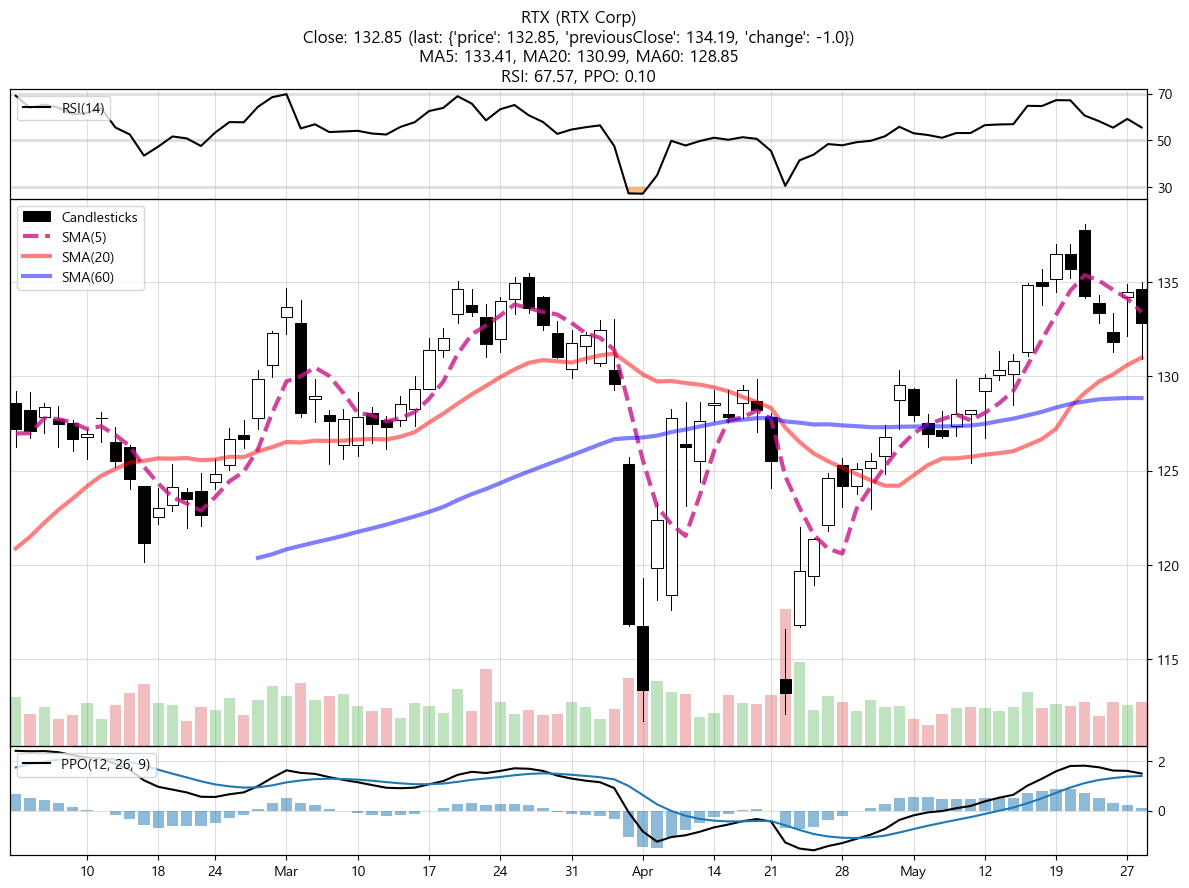 RTX (RTX Corp)
Close: 132.85 (last: {'price': 132.85, 'previousClose': 134.19, 'change': -1.0})
MA5: 133.41, MA20: 130.99, MA60: 128.85
RSI: 67.57, PPO: 0.10
RSI(14)
70
50
30
Candlesticks
SMA(5)
SMA(20)
SMA(60)
135
130
125
120
115
PPO(12, 26, 9)
2
0
10 18 24 Mar 10 17 24 31 Apr 14 21 28 May 12 19 27